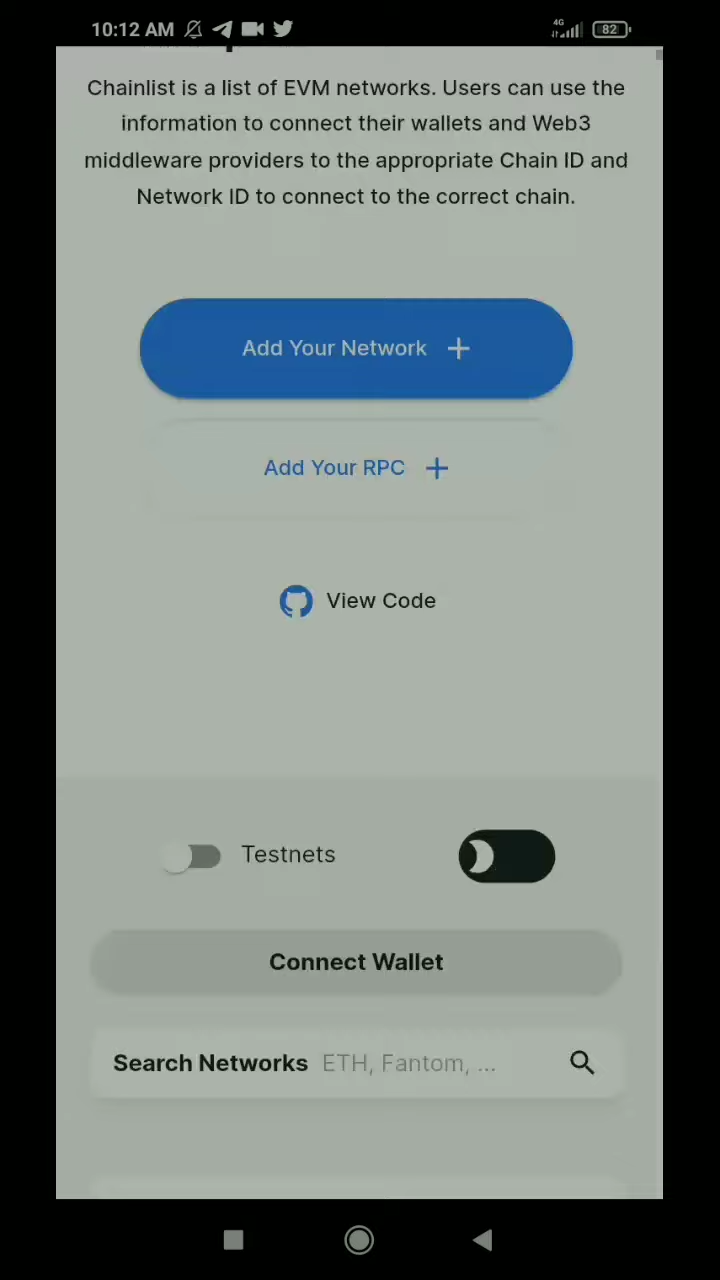 10:12 AM
4G
82
Chainlist is a list of EVM networks. Users can use the
information to connect their wallets and Web3
middleware providers to the appropriate Chain ID and
Network ID to connect to the correct chain.
Add Your Network
Add Your RPC
View Code
Testnets
Connect Wallet
Search Networks ETH, Fantom, ...